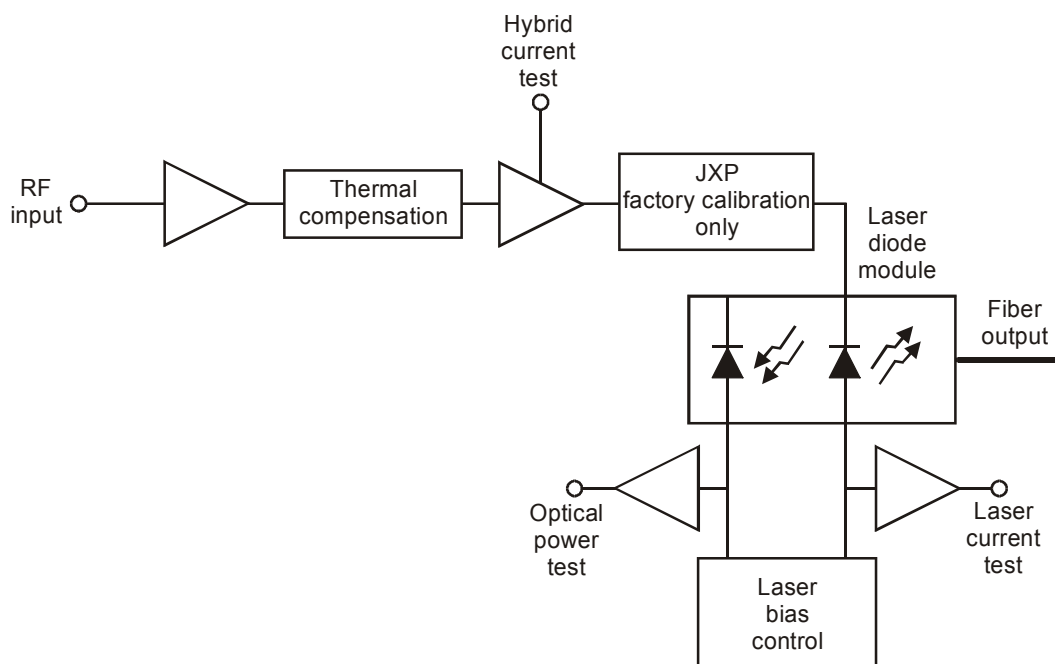 Hybrid
current
test
RF
input
Thermal
compensation
JXP
factory calibration
only
Laser
diode
module
Fiber
output
Optical
power
test
Laser
current
test
Laser
bias
control